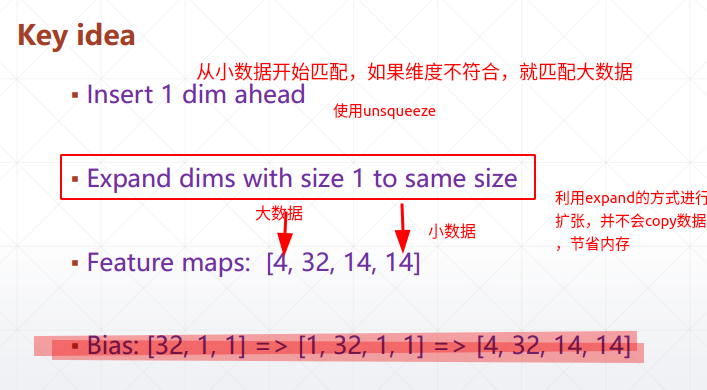 Key idea
从小数据开始匹配，如果维度不符合，就匹配大数据
▪ Insert 1 dim ahead
使用unsqueeze
▪ Expand dims with size 1 to same size
利用expand的方式进行
扩张，并不会copy数据
，节省内存
大数据
小数据
▪ Feature maps: [4, 32, 14, 14]
▪ Bias: [32, 1, 1] => [1, 32, 1, 1] => [4, 32, 14, 14]